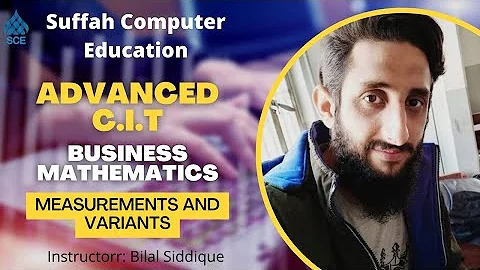 SCE
Suffah Computer
Education
ADVANCED
C.I.T
BUSINESS
MATHEMATICS
MEASUREMENTS AND
VARIANTS
Instructorr: Bilal Siddique